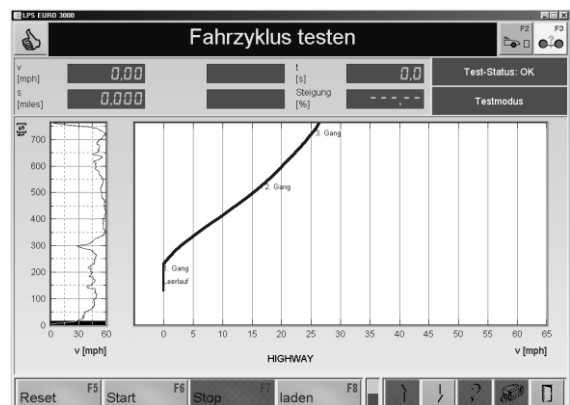 LPS EURO 3000
Fahrzyklus testen
F2
F3
v [mph]
0,00
t [s]
0,0
Test-Status: OK
s [miles]
0,000
Steigung [%]
----,-
Testmodus
t[s]
700
600
500
400
300
200
100
0
0 30 60
v [mph]
3. Gang
2. Gang
1. Gang
Leerlauf
0 5 10 15 20 25 30 35 40 45 50 55 60 65
HIGHWAY
v [mph]
Reset F5
Start F6
Stop F7
laden F8